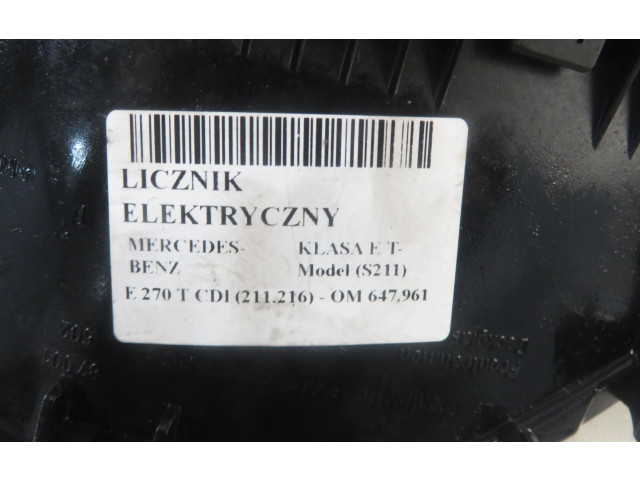 LICZNIK
ELEKTRYCZNY
MERCEDES- KLASA E T-
BENZ Model (S211)
E 270 T CDI (211.216) - OM 647.961